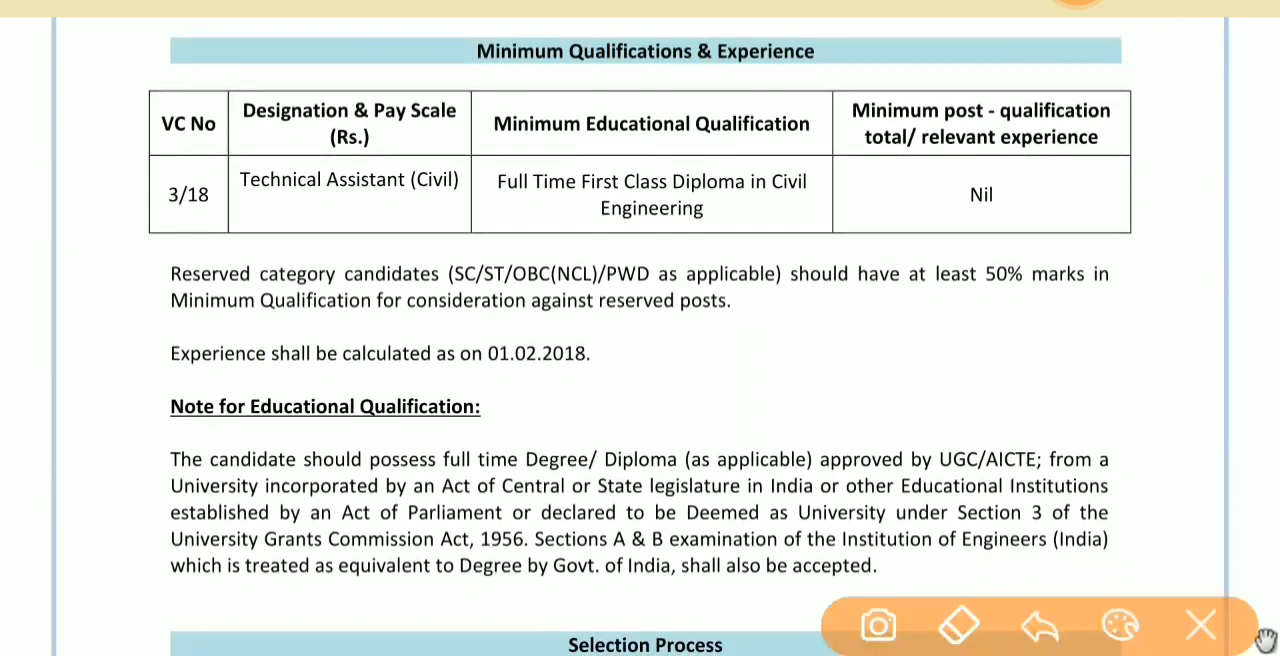 Minimum Qualifications & Experience
VC No
Designation & Pay Scale
(Rs.)
Minimum Educational Qualification
Minimum post - qualification
total/ relevant experience
3/18
Technical Assistant (Civil)
Full Time First Class Diploma in Civil
Engineering
Nil
Reserved category candidates (SC/ST/OBC(NCL)/PWD as applicable) should have at least 50% marks in
Minimum Qualification for consideration against reserved posts.
Experience shall be calculated as on 01.02.2018.
Note for Educational Qualification:
The candidate should possess full time Degree/ Diploma (as applicable) approved by UGC/AICTE; from a
University incorporated by an Act of Central or State legislature in India or other Educational Institutions
established by an Act of Parliament or declared to be Deemed as University under Section 3 of the
University Grants Commission Act, 1956. Sections A & B examination of the Institution of Engineers (India)
which is treated as equivalent to Degree by Govt. of India, shall also be accepted.
Selection Process